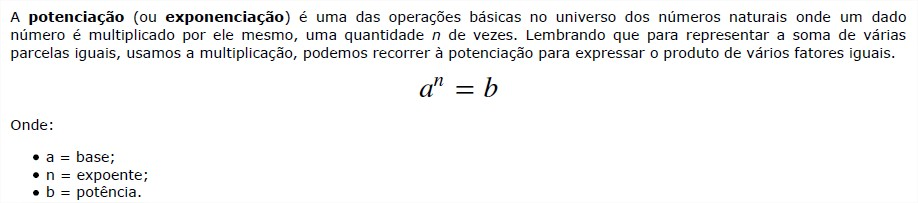 A potenciação (ou exponenciação) é uma das operações básicas no universo dos números naturais onde um dado
número é multiplicado por ele mesmo, uma quantidade n de vezes. Lembrando que para representar a soma de várias
parcelas iguais, usamos a multiplicação, podemos recorrer à potenciação para expressar o produto de vários fatores iguais.
aⁿ = b
Onde:
• a = base;
• n = expoente;
• b = potência.